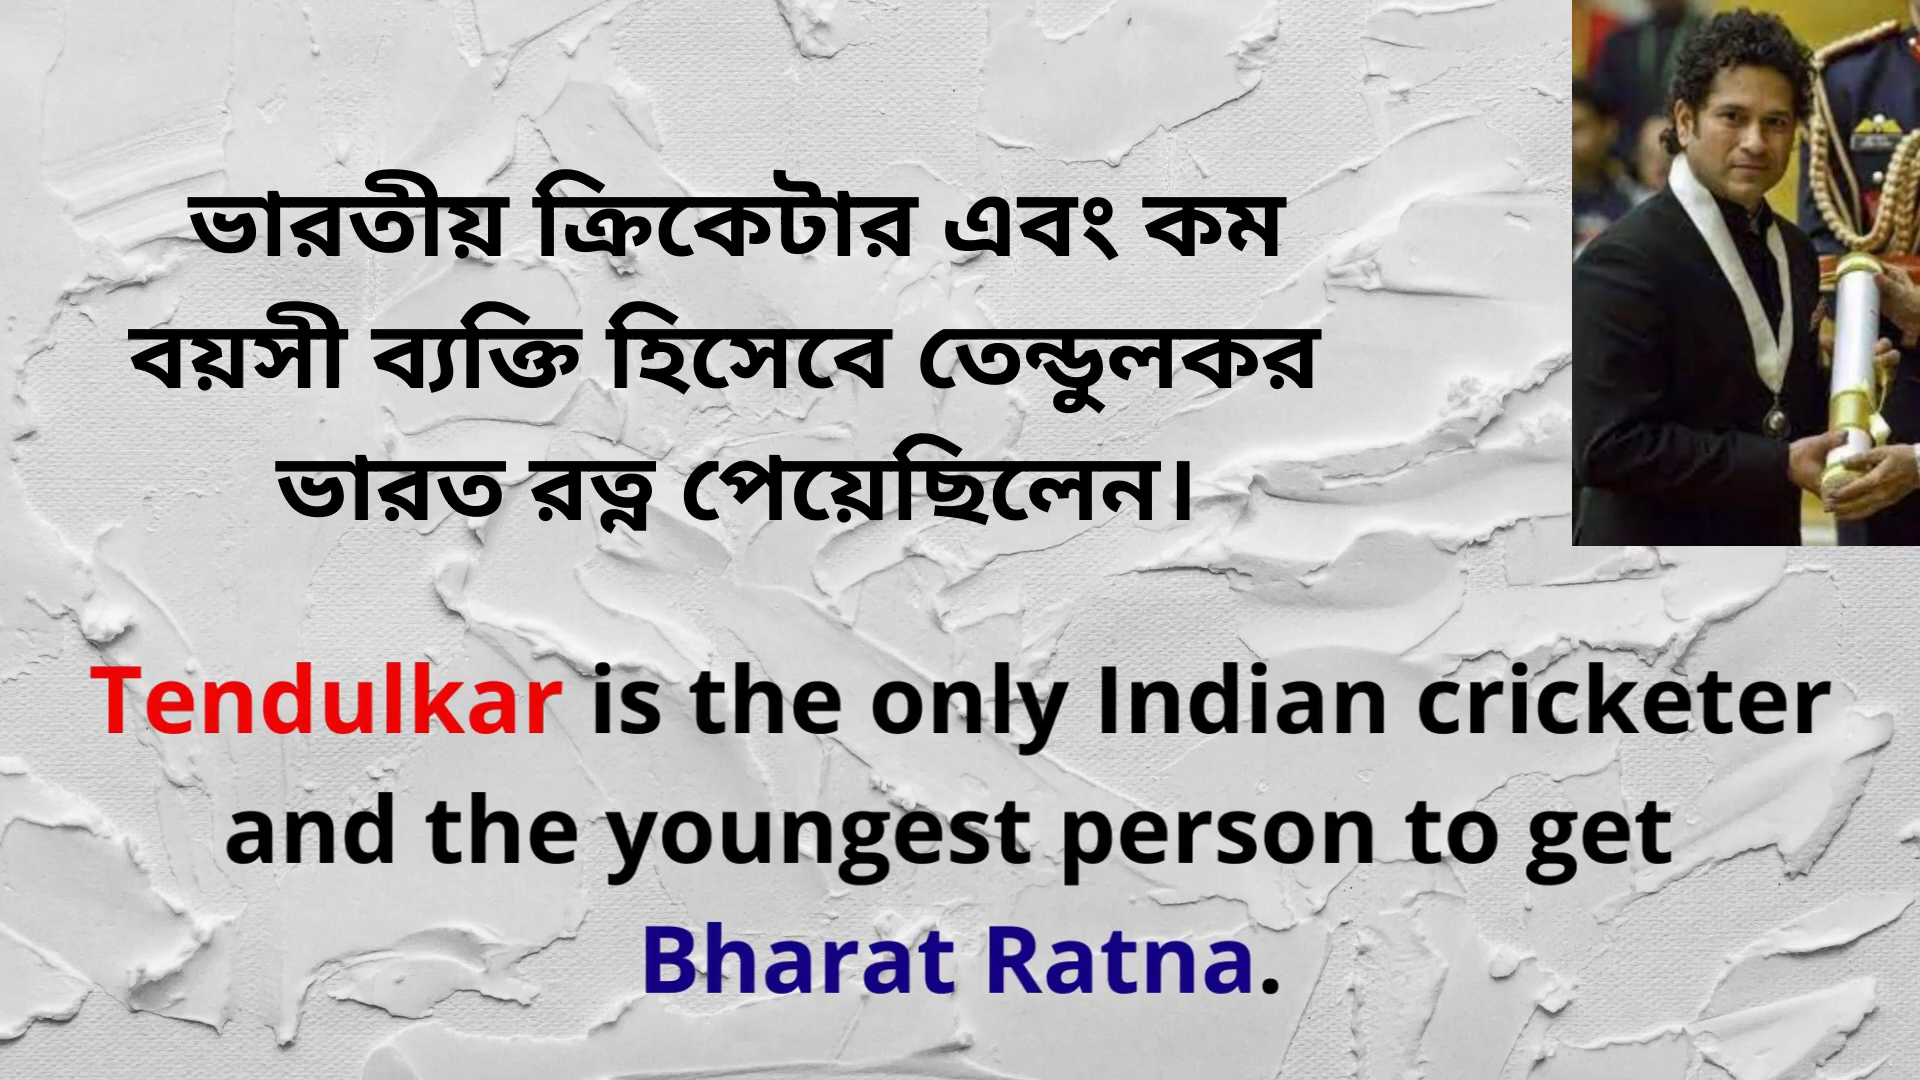 ভারতীয় ক্রিকেটার এবং কম
বয়সী ব্যক্তি হিসেবে তেন্ডুলকর
ভারত রত্ন পেয়েছিলেন।
Tendulkar is the only Indian cricketer
and the youngest person to get
Bharat Ratna.